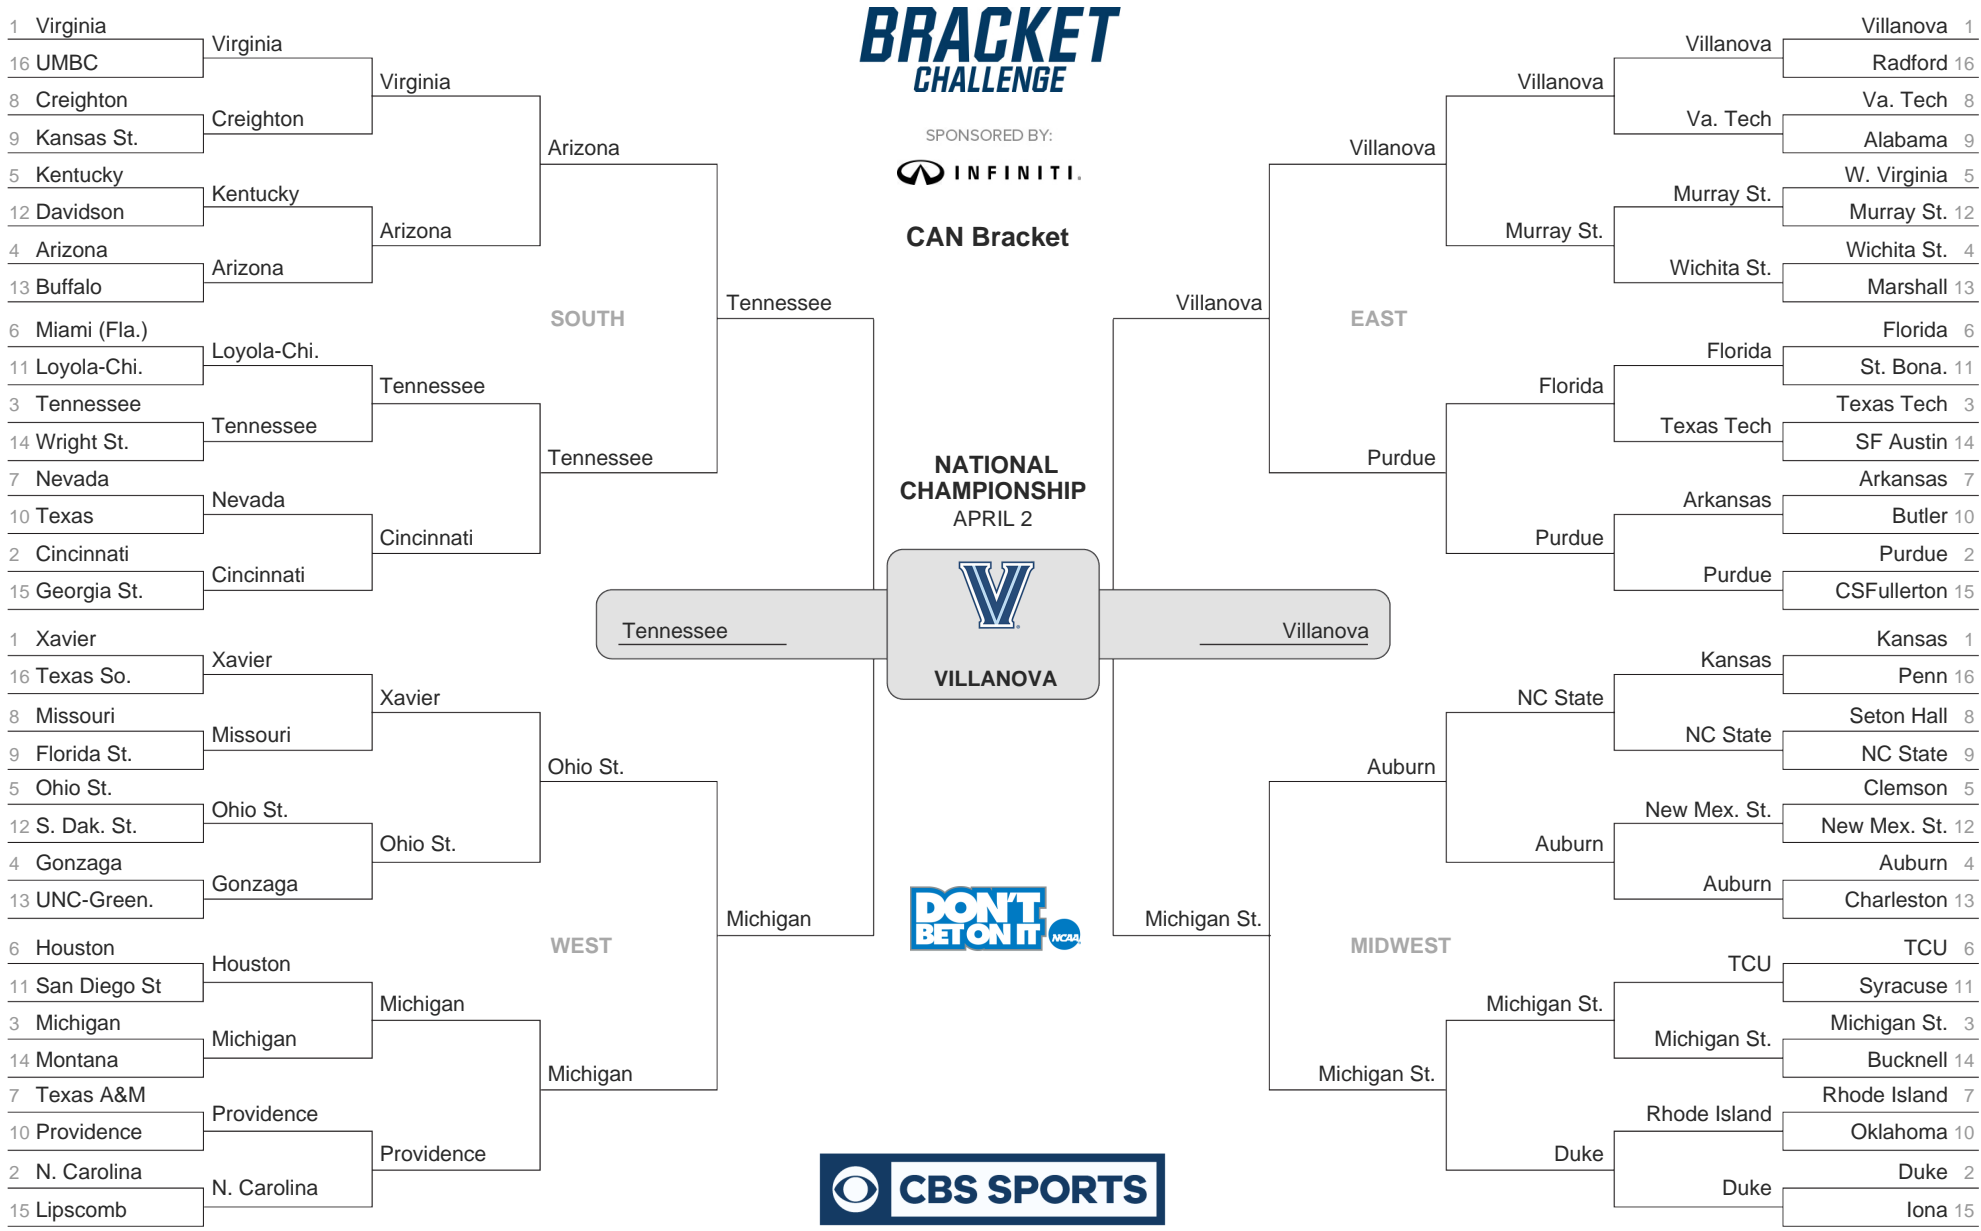 BRACKET
CHALLENGE
SPONSORED BY:
INFINITI.
CAN Bracket
1 Virginia
16 UMBC
8 Creighton
9 Kansas St.
5 Kentucky
12 Davidson
4 Arizona
13 Buffalo
6 Miami (Fla.)
11 Loyola-Chi.
3 Tennessee
14 Wright St.
7 Nevada
10 Texas
2 Cincinnati
15 Georgia St.
Virginia
Creighton
Kentucky
Arizona
Loyola-Chi.
Tennessee
Nevada
Cincinnati
Virginia
Arizona
Tennessee
Cincinnati
Arizona
Tennessee
SOUTH
Tennessee
1 Xavier
16 Texas So.
8 Missouri
9 Florida St.
5 Ohio St.
12 S. Dak. St.
4 Gonzaga
13 UNC-Green.
6 Houston
11 San Diego St
3 Michigan
14 Montana
7 Texas A&M
10 Providence
2 N. Carolina
15 Lipscomb
Xavier
Missouri
Ohio St.
Gonzaga
Houston
Michigan
Providence
N. Carolina
Xavier
Ohio St.
Michigan
Providence
Ohio St.
Michigan
WEST
Michigan
NATIONAL
CHAMPIONSHIP
APRIL 2
Tennessee
Villanova
VILLANOVA
Villanova 1
Radford 16
Va. Tech 8
Alabama 9
W. Virginia 5
Murray St. 12
Wichita St. 4
Marshall 13
Florida 6
St. Bona. 11
Texas Tech 3
SF Austin 14
Arkansas 7
Butler 10
Purdue 2
CSFullerton 15
Villanova
Va. Tech
Murray St.
Wichita St.
Florida
Texas Tech
Arkansas
Purdue
Villanova
Murray St.
Florida
Purdue
Villanova
Purdue
EAST
Villanova
Kansas 1
Penn 16
Seton Hall 8
NC State 9
Clemson 5
New Mex. St. 12
Auburn 4
Charleston 13
TCU 6
Syracuse 11
Michigan St. 3
Bucknell 14
Rhode Island 7
Oklahoma 10
Duke 2
Iona 15
Kansas
NC State
New Mex. St.
Auburn
TCU
Michigan St.
Rhode Island
Duke
NC State
Auburn
Michigan St.
Duke
Auburn
Michigan St.
MIDWEST
Michigan St.
DON'T
BET ON IT
NCAA
CBS SPORTS